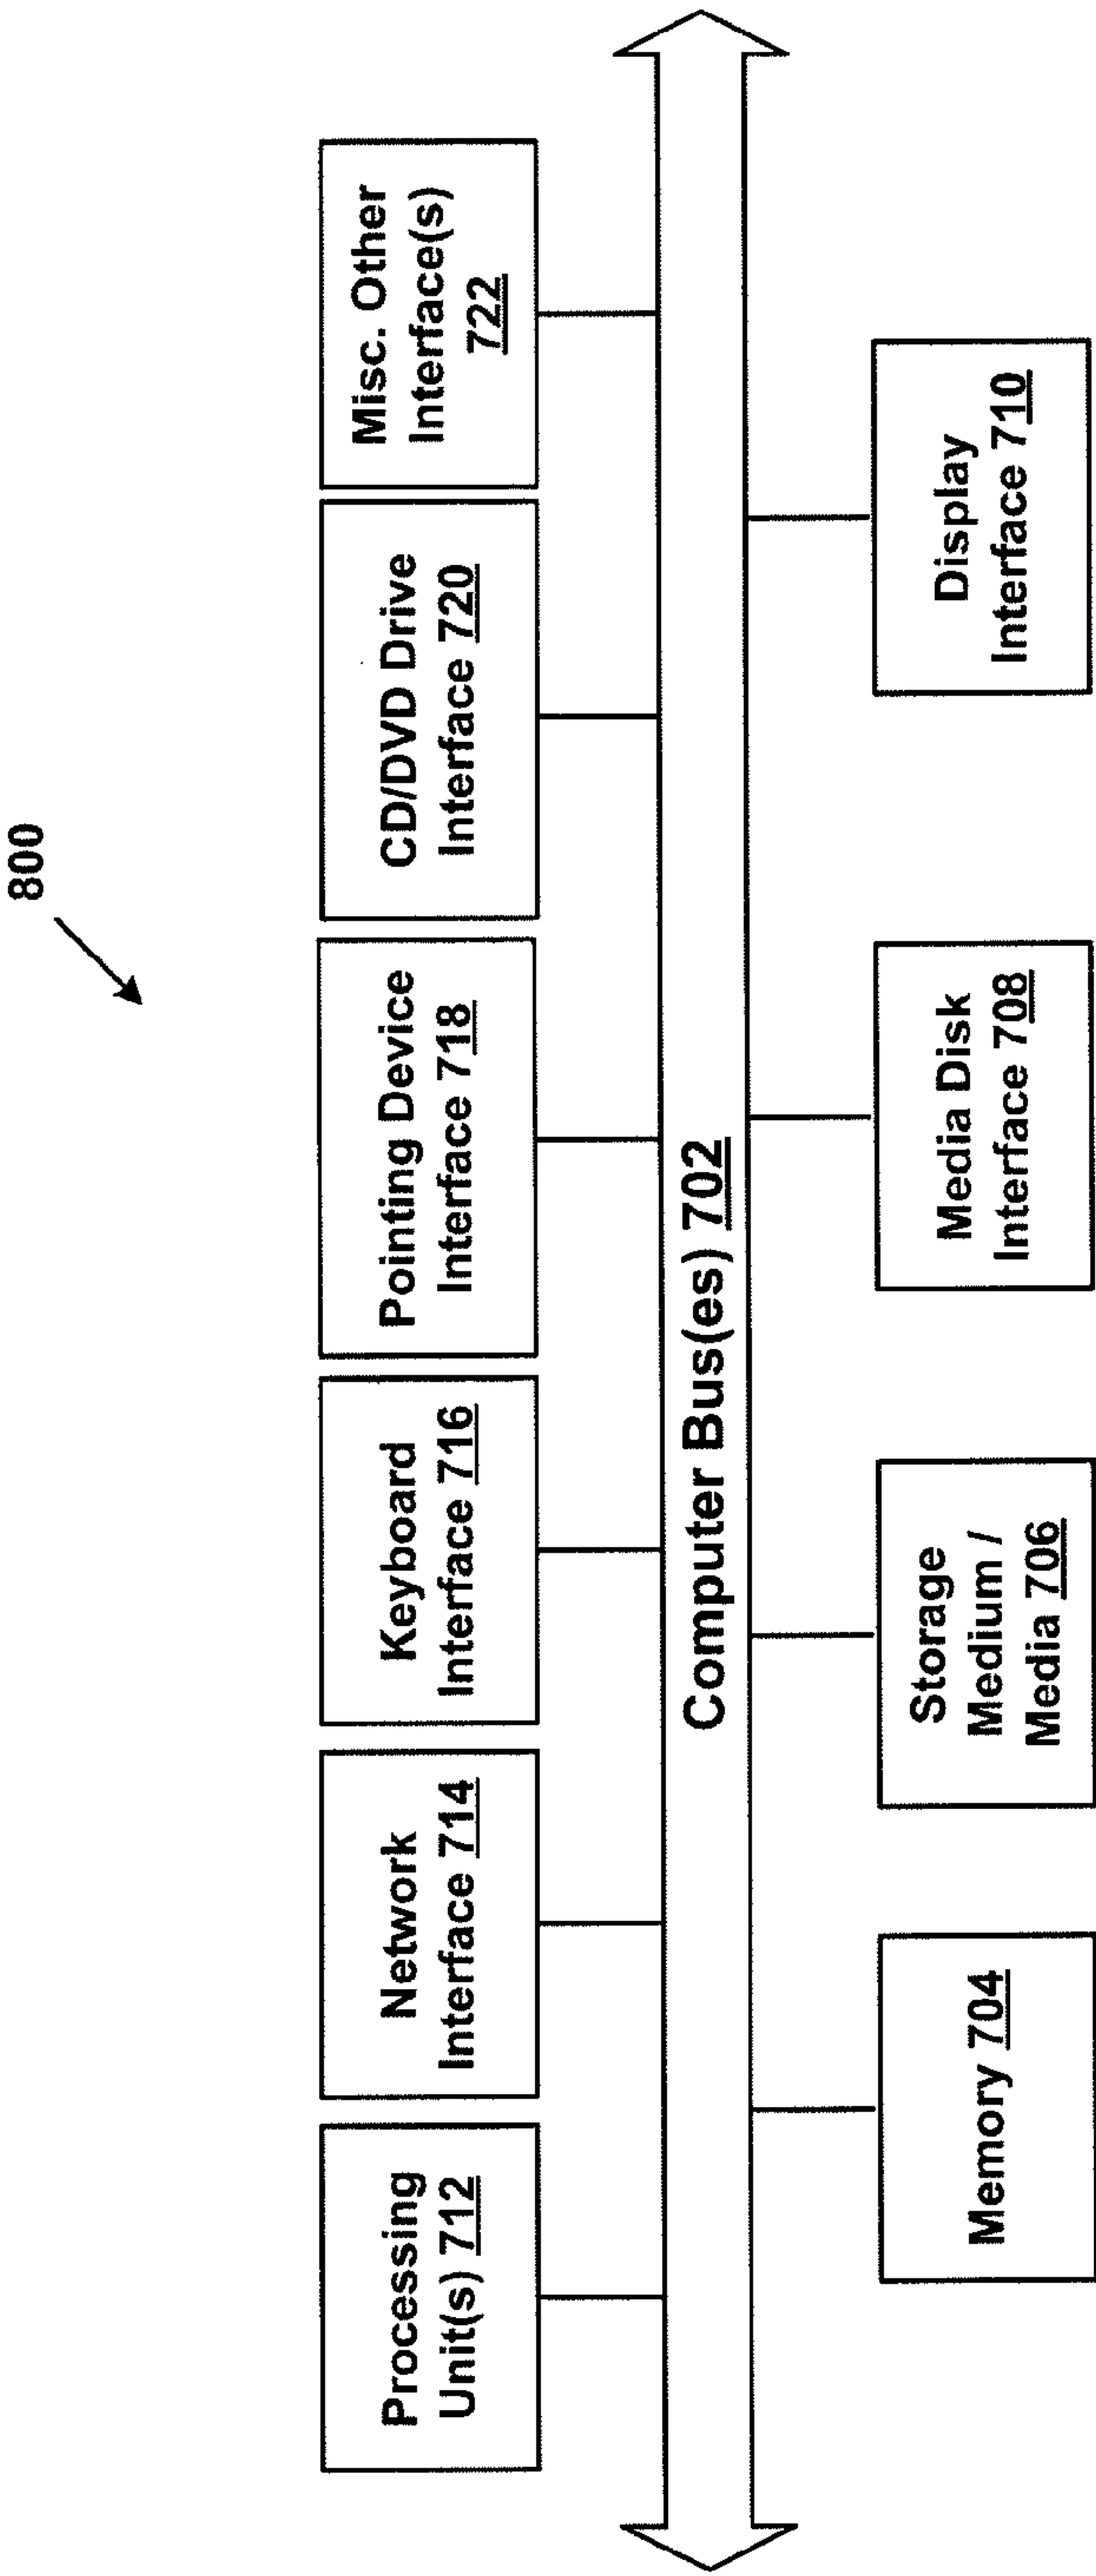 800
Processing
Unit(s) 712
Network
Interface 714
Keyboard
Interface 716
Pointing Device
Interface 718
CD/DVD Drive
Interface 720
Misc. Other
Interface(s)
722
Computer Bus(es) 702
Memory 704
Storage
Medium /
Media 706
Media Disk
Interface 708
Display
Interface 710